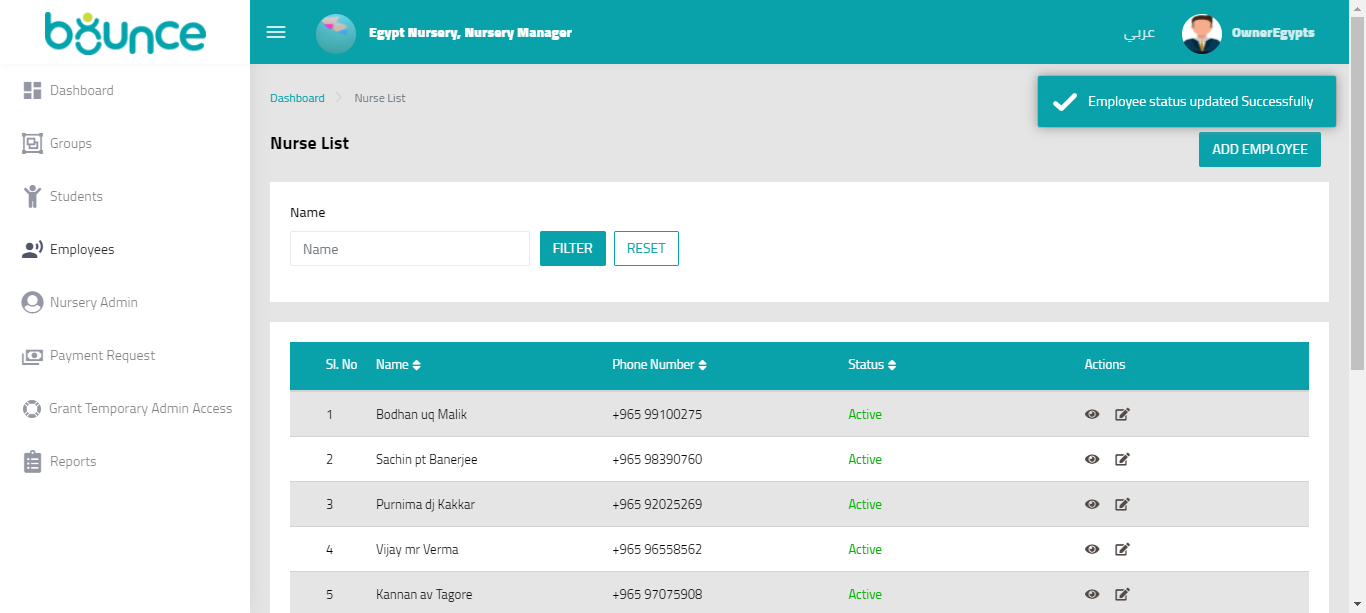 bounce
Egypt Nursery, Nursery Manager
عربي
OwnerEgypts
Dashboard
Groups
Students
Employees
Nursery Admin
Payment Request
Grant Temporary Admin Access
Reports
Dashboard > Nurse List
Employee status updated Successfully
Nurse List
ADD EMPLOYEE
Name
Name
FILTER
RESET
Sl. No Name Phone Number Status Actions
1 Bodhan uq Malik +965 99100275 Active
2 Sachin pt Banerjee +965 98390760 Active
3 Purnima dj Kakkar +965 92025269 Active
4 Vijay mr Verma +965 96558562 Active
5 Kannan av Tagore +965 97075908 Active